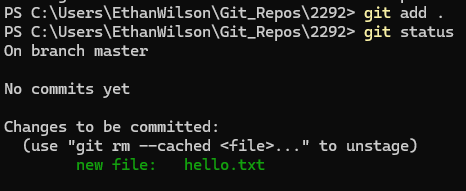 PS C:\Users\EthanWilson\Git_Repos\2292> git add .
PS C:\Users\EthanWilson\Git_Repos\2292> git status
On branch master

No commits yet

Changes to be committed:
  (use "git rm --cached <file>..." to unstage)
        new file:   hello.txt